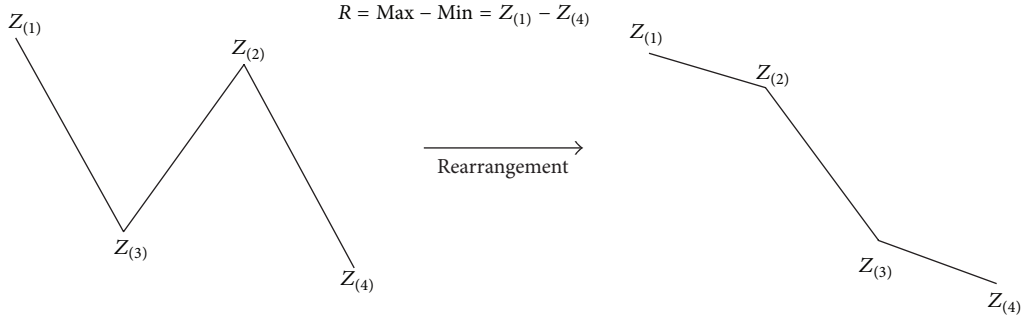 R = Max − Min = Z(1) − Z(4)
Z(1)
Z(2)
Z(3)
Z(4)
Rearrangement
Z(1)
Z(2)
Z(3)
Z(4)